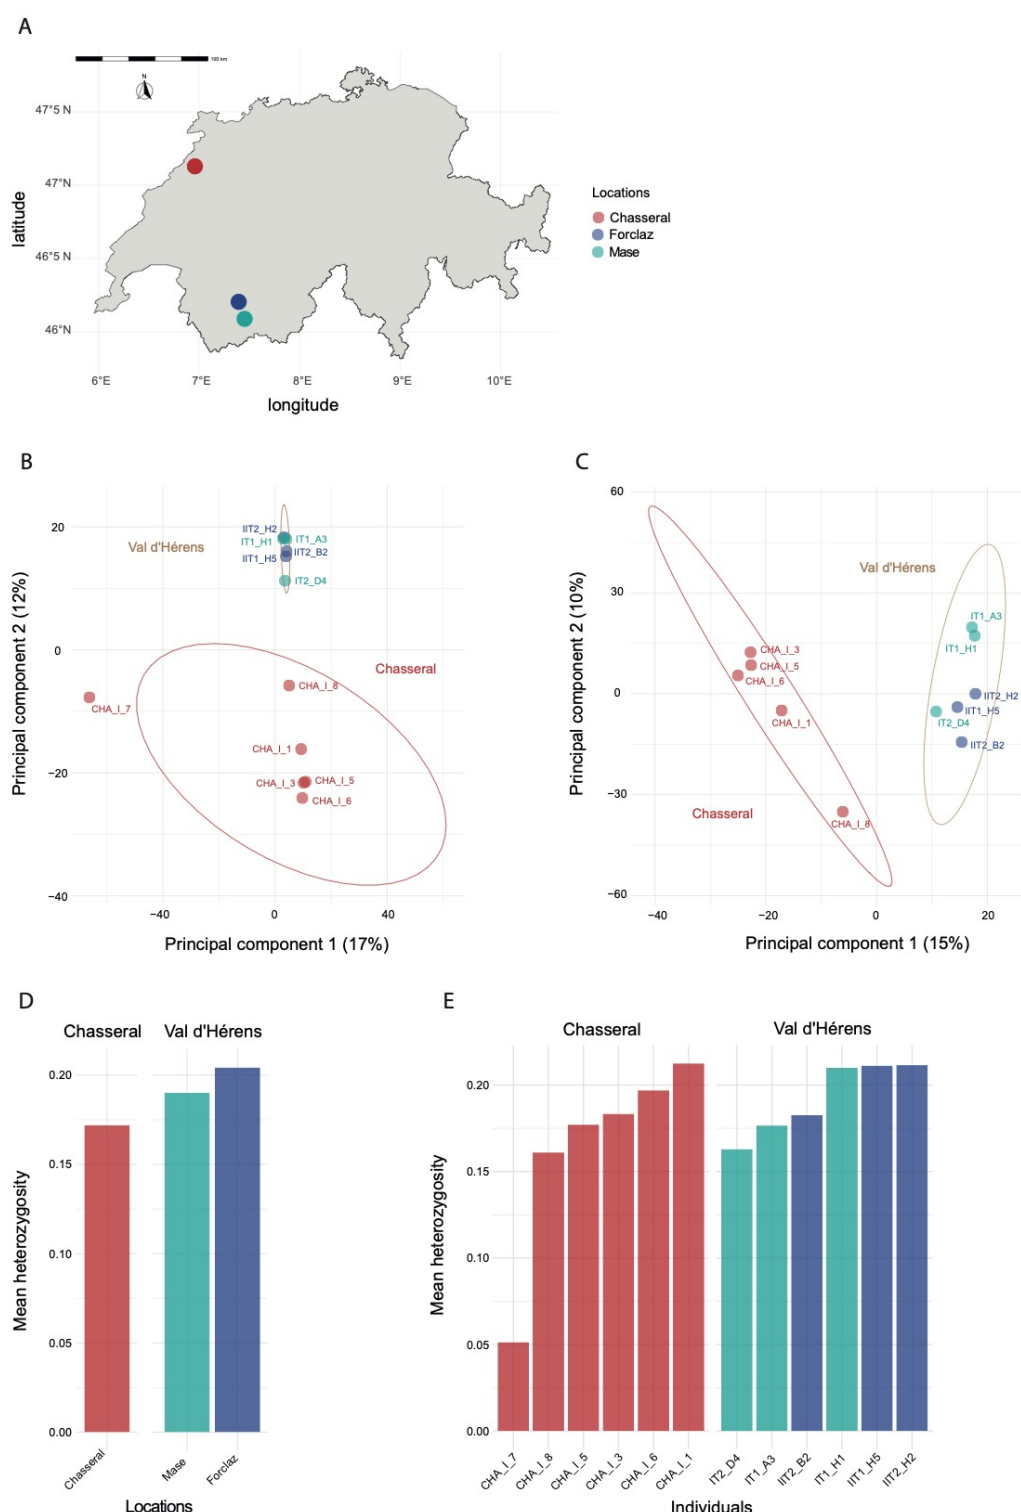 A
100 km
N
47°5 N
47°N
46°5 N
46°N
latitude
6°E
7°E
8°E
9°E
10°E
longitude
Locations
Chasseral
Forclaz
Mase
B
20
0
−20
−40
Principal component 2 (12%)
Val d'Hérens
IIT2_H2
IT1_H1
IT1_A3
IIT2_B2
IIT1_H5
IT2_D4
Chasseral
CHA_I_8
CHA_I_7
CHA_I_1
CHA_I_3
CHA_I_5
CHA_I_6
−40
0
40
Principal component 1 (17%)
C
60
30
0
−30
−60
Principal component 2 (10%)
Val d'Hérens
IT1_A3
IT1_H1
CHA_I_3
CHA_I_5
CHA_I_6
IIT2_H2
IIT1_H5
CHA_I_1
IT2_D4
IIT2_B2
Chasseral
CHA_I_8
−40
−20
0
20
Principal component 1 (15%)
D
Chasseral
Val d'Hérens
0.20
0.15
0.10
0.05
0.00
Mean heterozygosity
Chasseral
Mase
Forclaz
Locations
E
Chasseral
Val d'Hérens
0.20
0.15
0.10
0.05
0.00
Mean heterozygosity
CHA_I_7
CHA_I_8
CHA_I_5
CHA_I_3
CHA_I_6
CHA_I_1
IT2_D4
IT1_A3
IIT2_B2
IT1_H1
IIT1_H5
IIT2_H2
Individuals